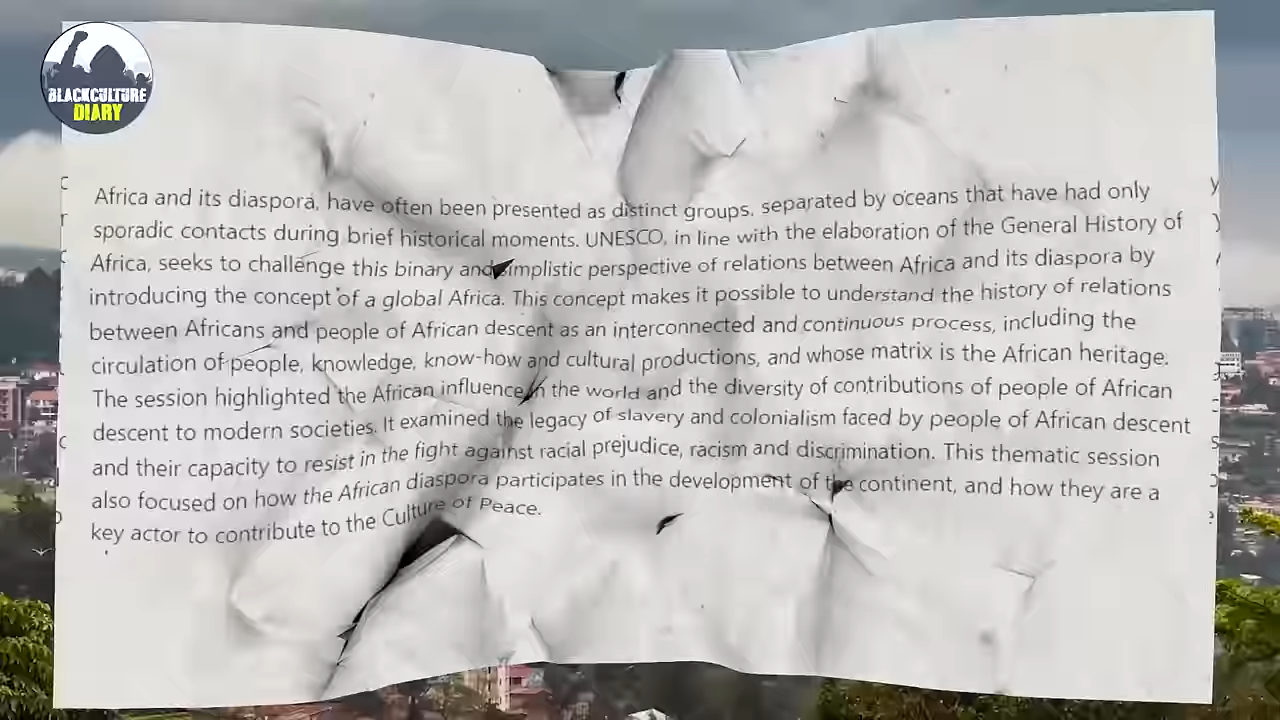 BLACKCULTURE
DIARY
Africa and its diaspora, have often been presented as distinct groups, separated by oceans that have had only
sporadic contacts during brief historical moments. UNESCO, in line with the elaboration of the General History of
Africa, seeks to challenge this binary and simplistic perspective of relations between Africa and its diaspora by
introducing the concept of a global Africa. This concept makes it possible to understand the history of relations
between Africans and people of African descent as an interconnected and continuous process, including the
circulation of people, knowledge, know-how and cultural productions, and whose matrix is the African heritage.
The session highlighted the African influence in the world and the diversity of contributions of people of African
descent to modern societies. It examined the legacy of slavery and colonialism faced by people of African descent
and their capacity to resist in the fight against racial prejudice, racism and discrimination. This thematic session
also focused on how the African diaspora participates in the development of the continent, and how they are a
key actor to contribute to the Culture of Peace.